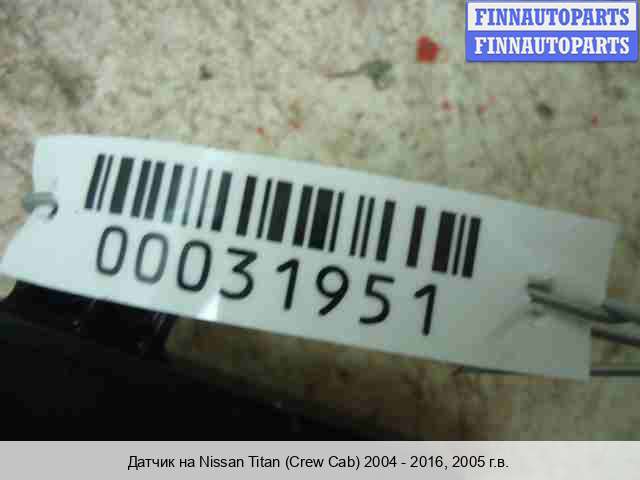 FINNAUTOPARTS
FINNAUTOPARTS
00031951
Датчик на Nissan Titan (Crew Cab) 2004 - 2016, 2005 г.в.